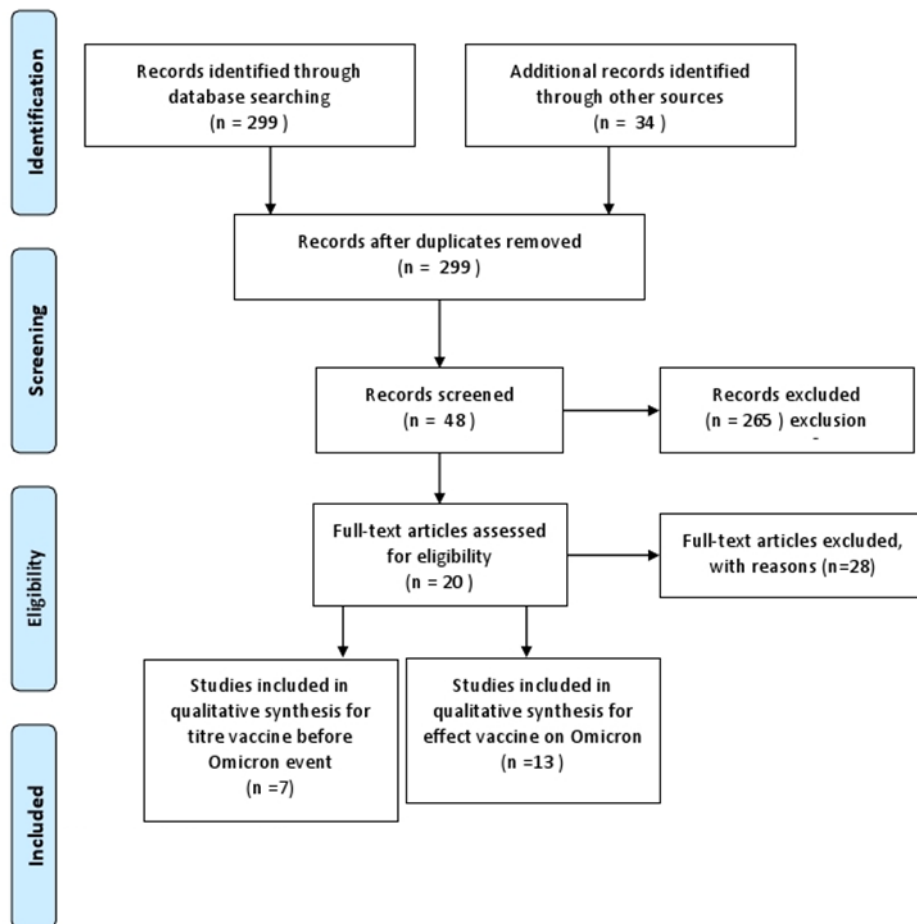 Identification
Records identified through
database searching
(n = 299 )
Additional records identified
through other sources
(n = 34 )
Records after duplicates removed
(n = 299 )
Screening
Records screened
(n = 48 )
Records excluded
(n = 265 ) exclusion
-
Eligibility
Full-text articles assessed
for eligibility
(n = 20 )
Full-text articles excluded,
with reasons (n=28)
Included
Studies included in
qualitative synthesis for
titre vaccine before
Omicron event
(n =7)
Studies included in
qualitative synthesis for
effect vaccine on Omicron
(n =13 )